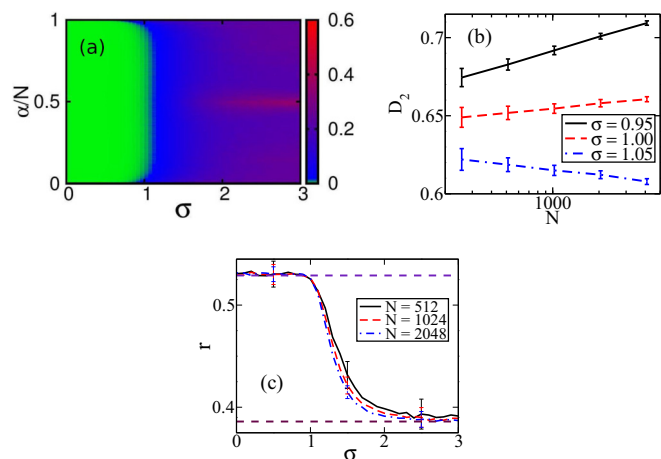 (a)
α/N
1
0.5
0
0 1 2 3
σ
0.6
0.4
0.2
0
(b)
D2
0.7
0.65
0.6
1000
N
σ = 0.95
σ = 1.00
σ = 1.05
(c)
r
0.5
0.4
0 1 2 3
σ
N = 512
N = 1024
N = 2048